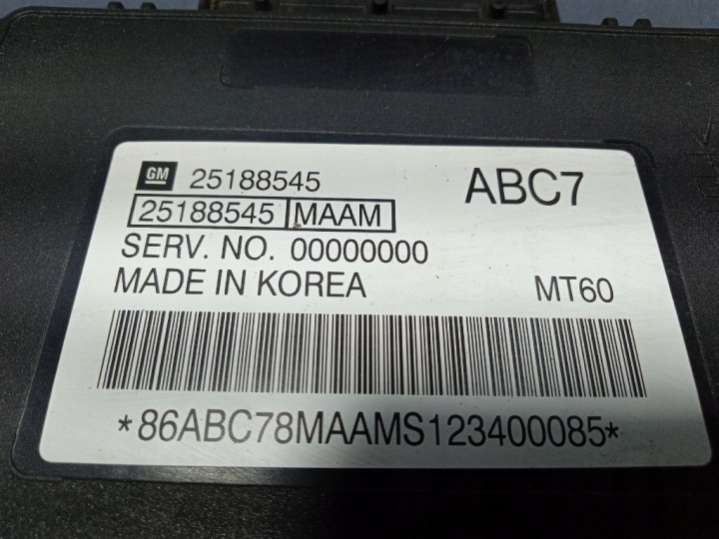 GM 25188545 ABC7
25188545 MAAM
SERV. NO. 00000000
MADE IN KOREA MT60
*86ABC78MAAMS123400085*